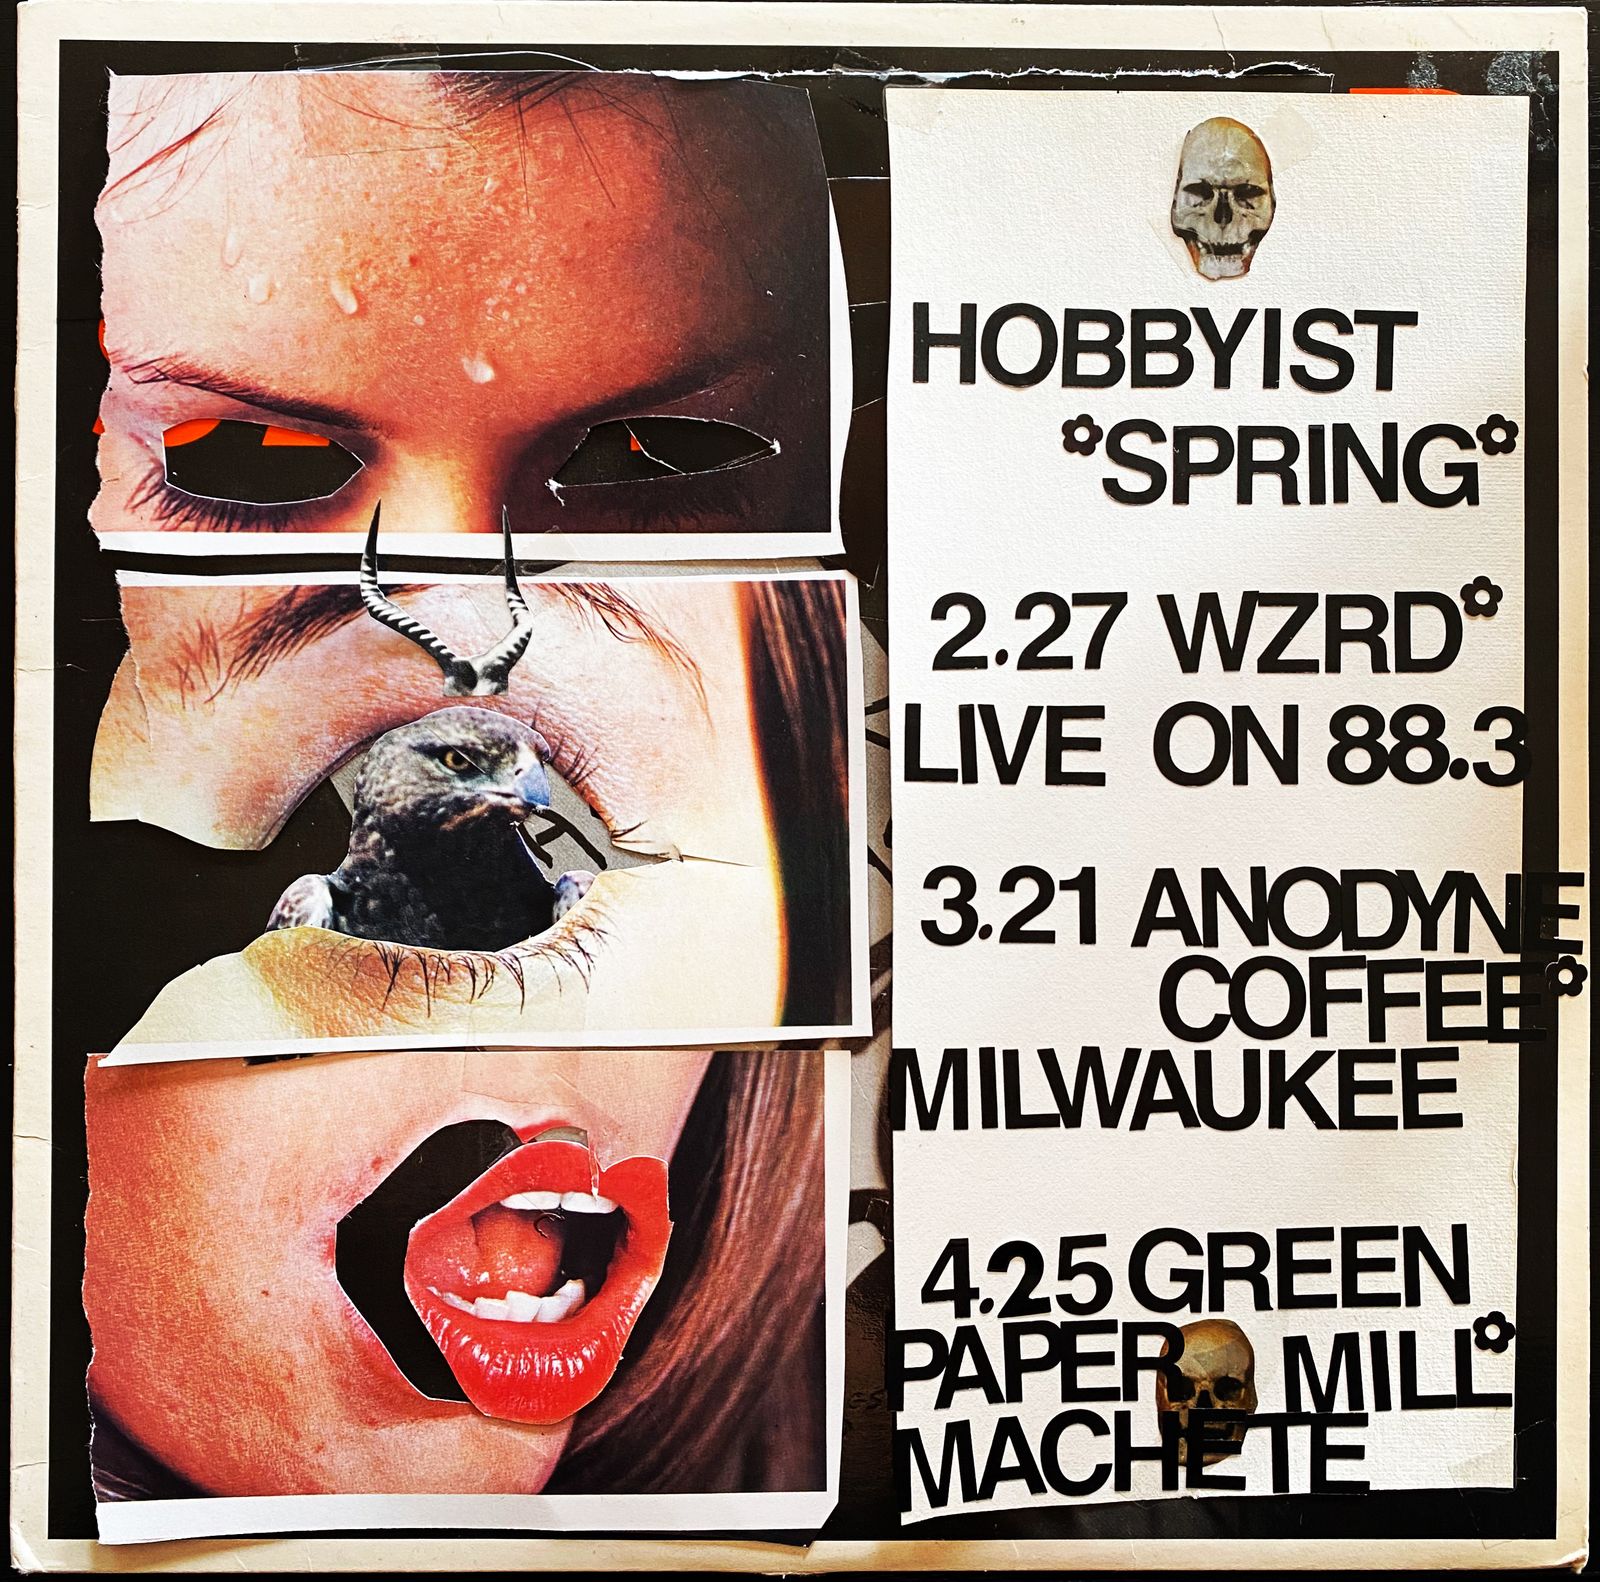 HOBBYIST
"SPRING"
2.27 WZRD
LIVE ON 88.3
3.21 ANODYNE
COFFEE
MILWAUKEE
4.25 GREEN
PAPER MILL
MACHETE